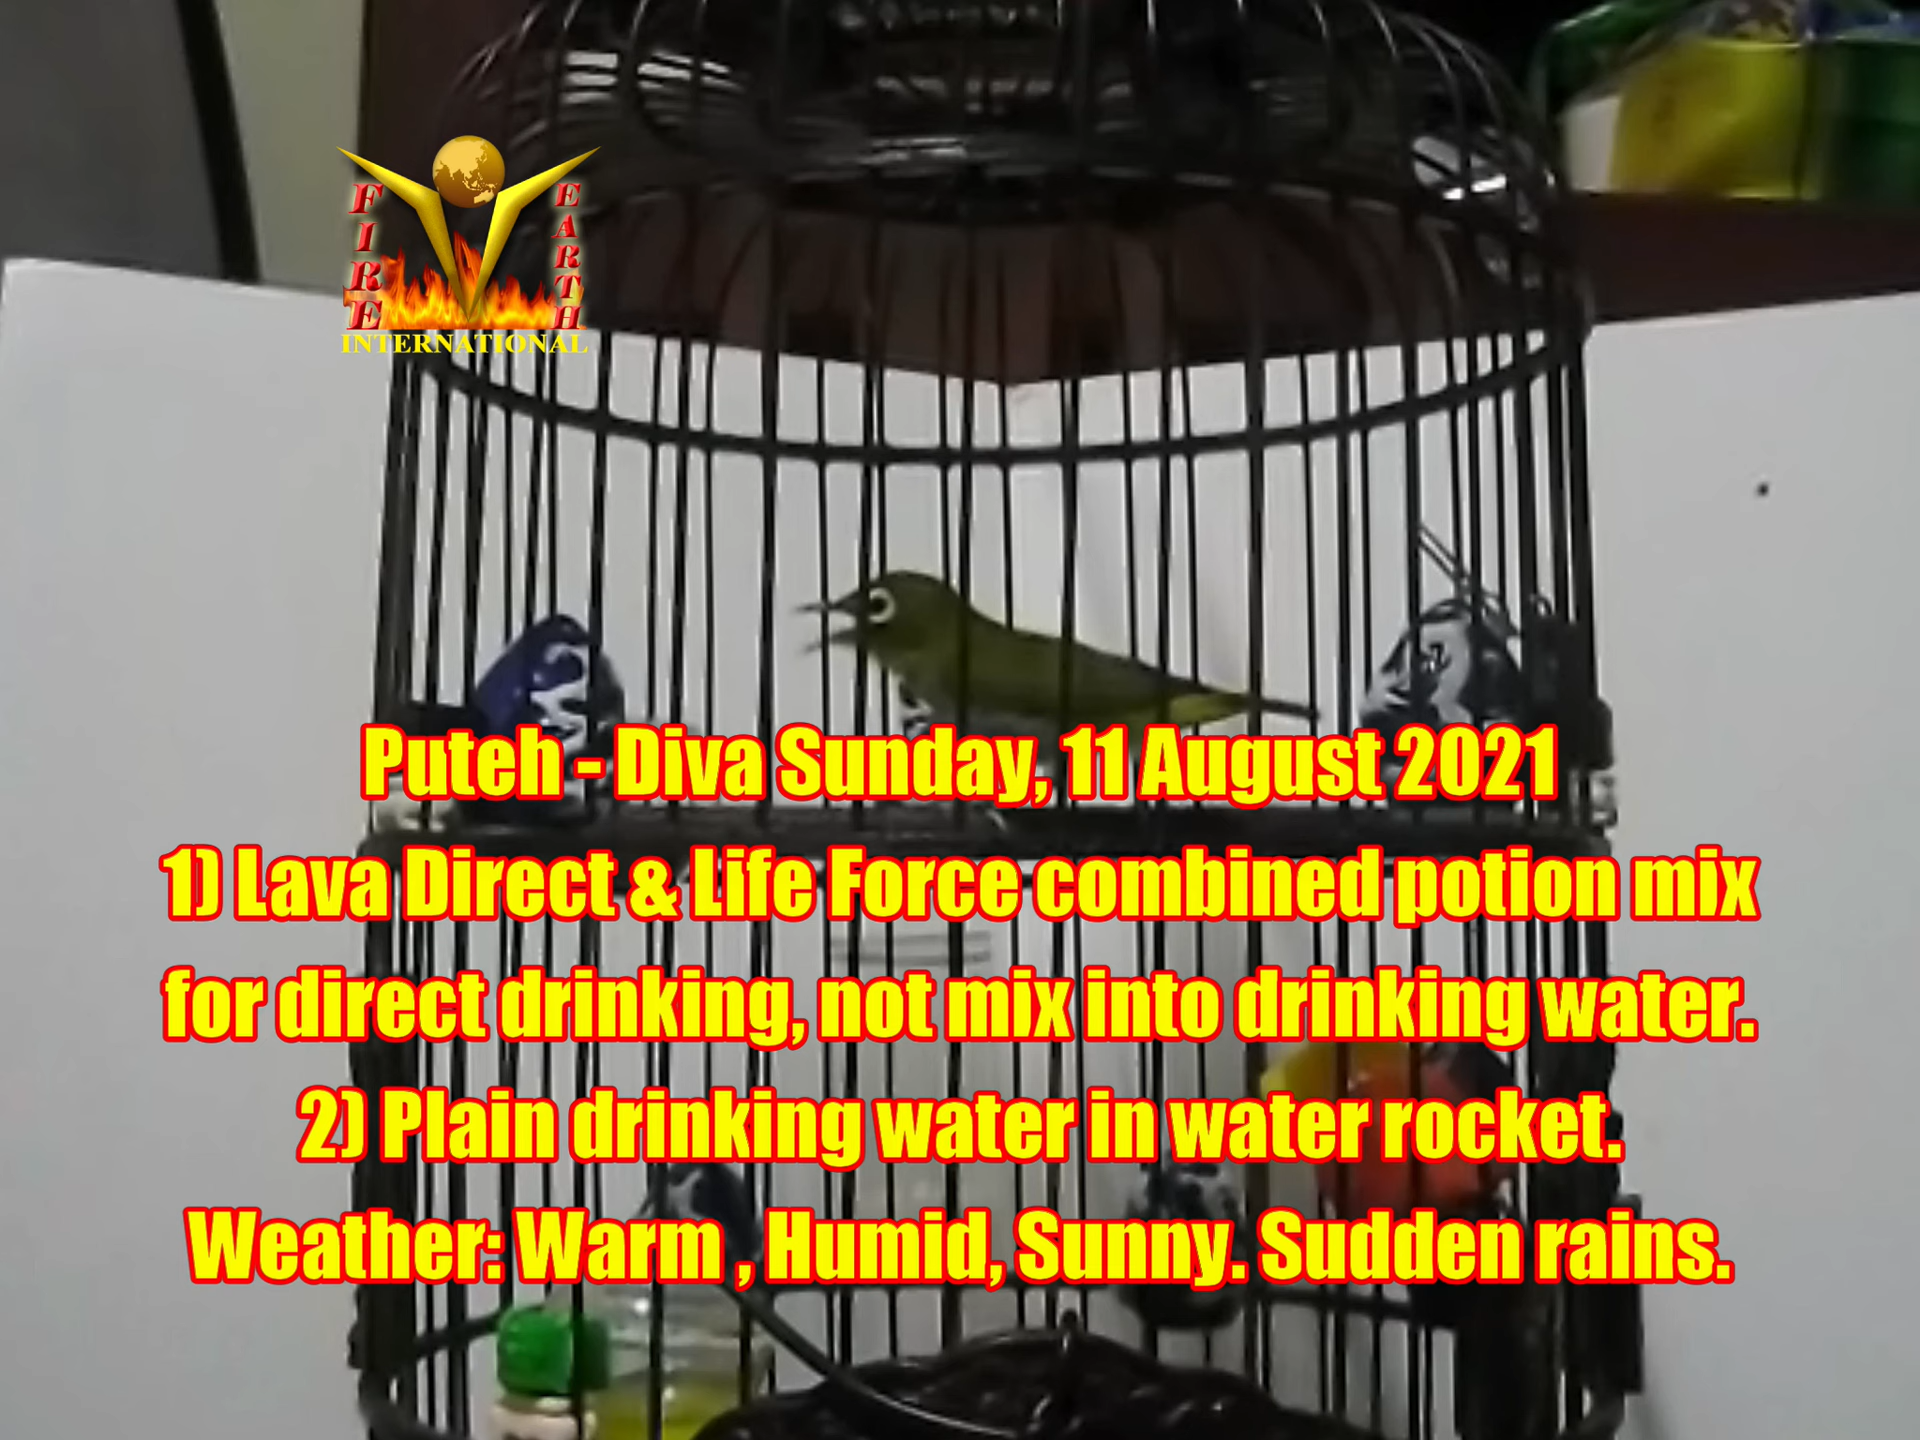 FIRE
EARTH
INTERNATIONAL
Puteh - Diva Sunday, 11 August 2021
1) Lava Direct & Life Force combined potion mix
for direct drinking, not mix into drinking water.
2) Plain drinking water in water rocket.
Weather: Warm , Humid, Sunny. Sudden rains.